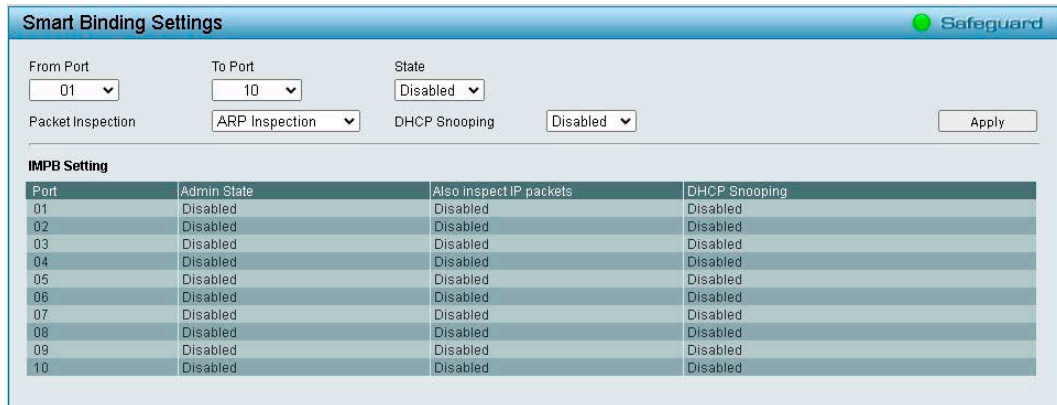 Smart Binding Settings Safeguard
From Port To Port State
01 10 Disabled
Packet Inspection ARP Inspection DHCP Snooping Disabled Apply
IMPB Setting
Port Admin State Also inspect IP packets DHCP Snooping
01 Disabled Disabled Disabled
02 Disabled Disabled Disabled
03 Disabled Disabled Disabled
04 Disabled Disabled Disabled
05 Disabled Disabled Disabled
06 Disabled Disabled Disabled
07 Disabled Disabled Disabled
08 Disabled Disabled Disabled
09 Disabled Disabled Disabled
10 Disabled Disabled Disabled